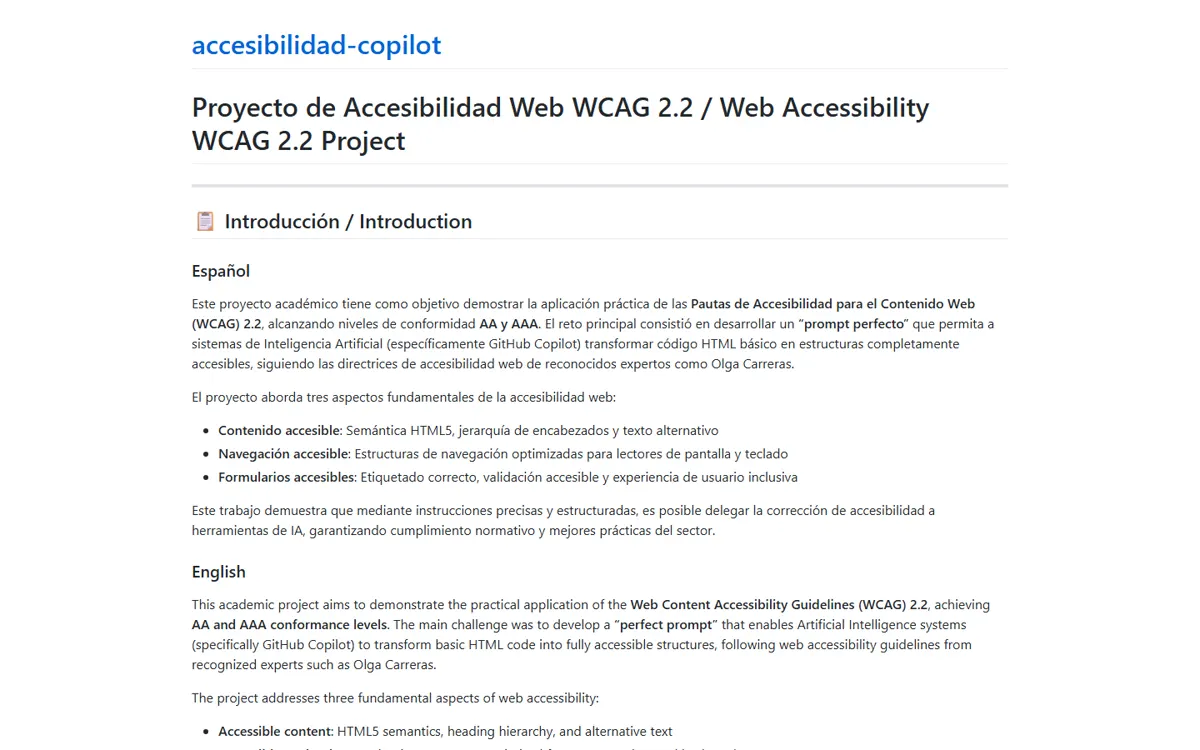 accesibilidad-copilot
Proyecto de Accesibilidad Web WCAG 2.2 / Web Accessibility
WCAG 2.2 Project
📋 Introducción / Introduction
Español
Este proyecto académico tiene como objetivo demostrar la aplicación práctica de las Pautas de Accesibilidad para el Contenido Web
(WCAG) 2.2, alcanzando niveles de conformidad AA y AAA. El reto principal consistió en desarrollar un “prompt perfecto” que permita a
sistemas de Inteligencia Artificial (específicamente GitHub Copilot) transformar código HTML básico en estructuras completamente
accesibles, siguiendo las directrices de accesibilidad web de reconocidos expertos como Olga Carreras.
El proyecto aborda tres aspectos fundamentales de la accesibilidad web:
• Contenido accesible: Semántica HTML5, jerarquía de encabezados y texto alternativo
• Navegación accesible: Estructuras de navegación optimizadas para lectores de pantalla y teclado
• Formularios accesibles: Etiquetado correcto, validación accesible y experiencia de usuario inclusiva
Este trabajo demuestra que mediante instrucciones precisas y estructuradas, es posible delegar la corrección de accesibilidad a
herramientas de IA, garantizando cumplimiento normativo y mejores prácticas del sector.
English
This academic project aims to demonstrate the practical application of the Web Content Accessibility Guidelines (WCAG) 2.2, achieving
AA and AAA conformance levels. The main challenge was to develop a “perfect prompt” that enables Artificial Intelligence systems
(specifically GitHub Copilot) to transform basic HTML code into fully accessible structures, following web accessibility guidelines from
recognized experts such as Olga Carreras.
The project addresses three fundamental aspects of web accessibility:
• Accessible content: HTML5 semantics, heading hierarchy, and alternative text